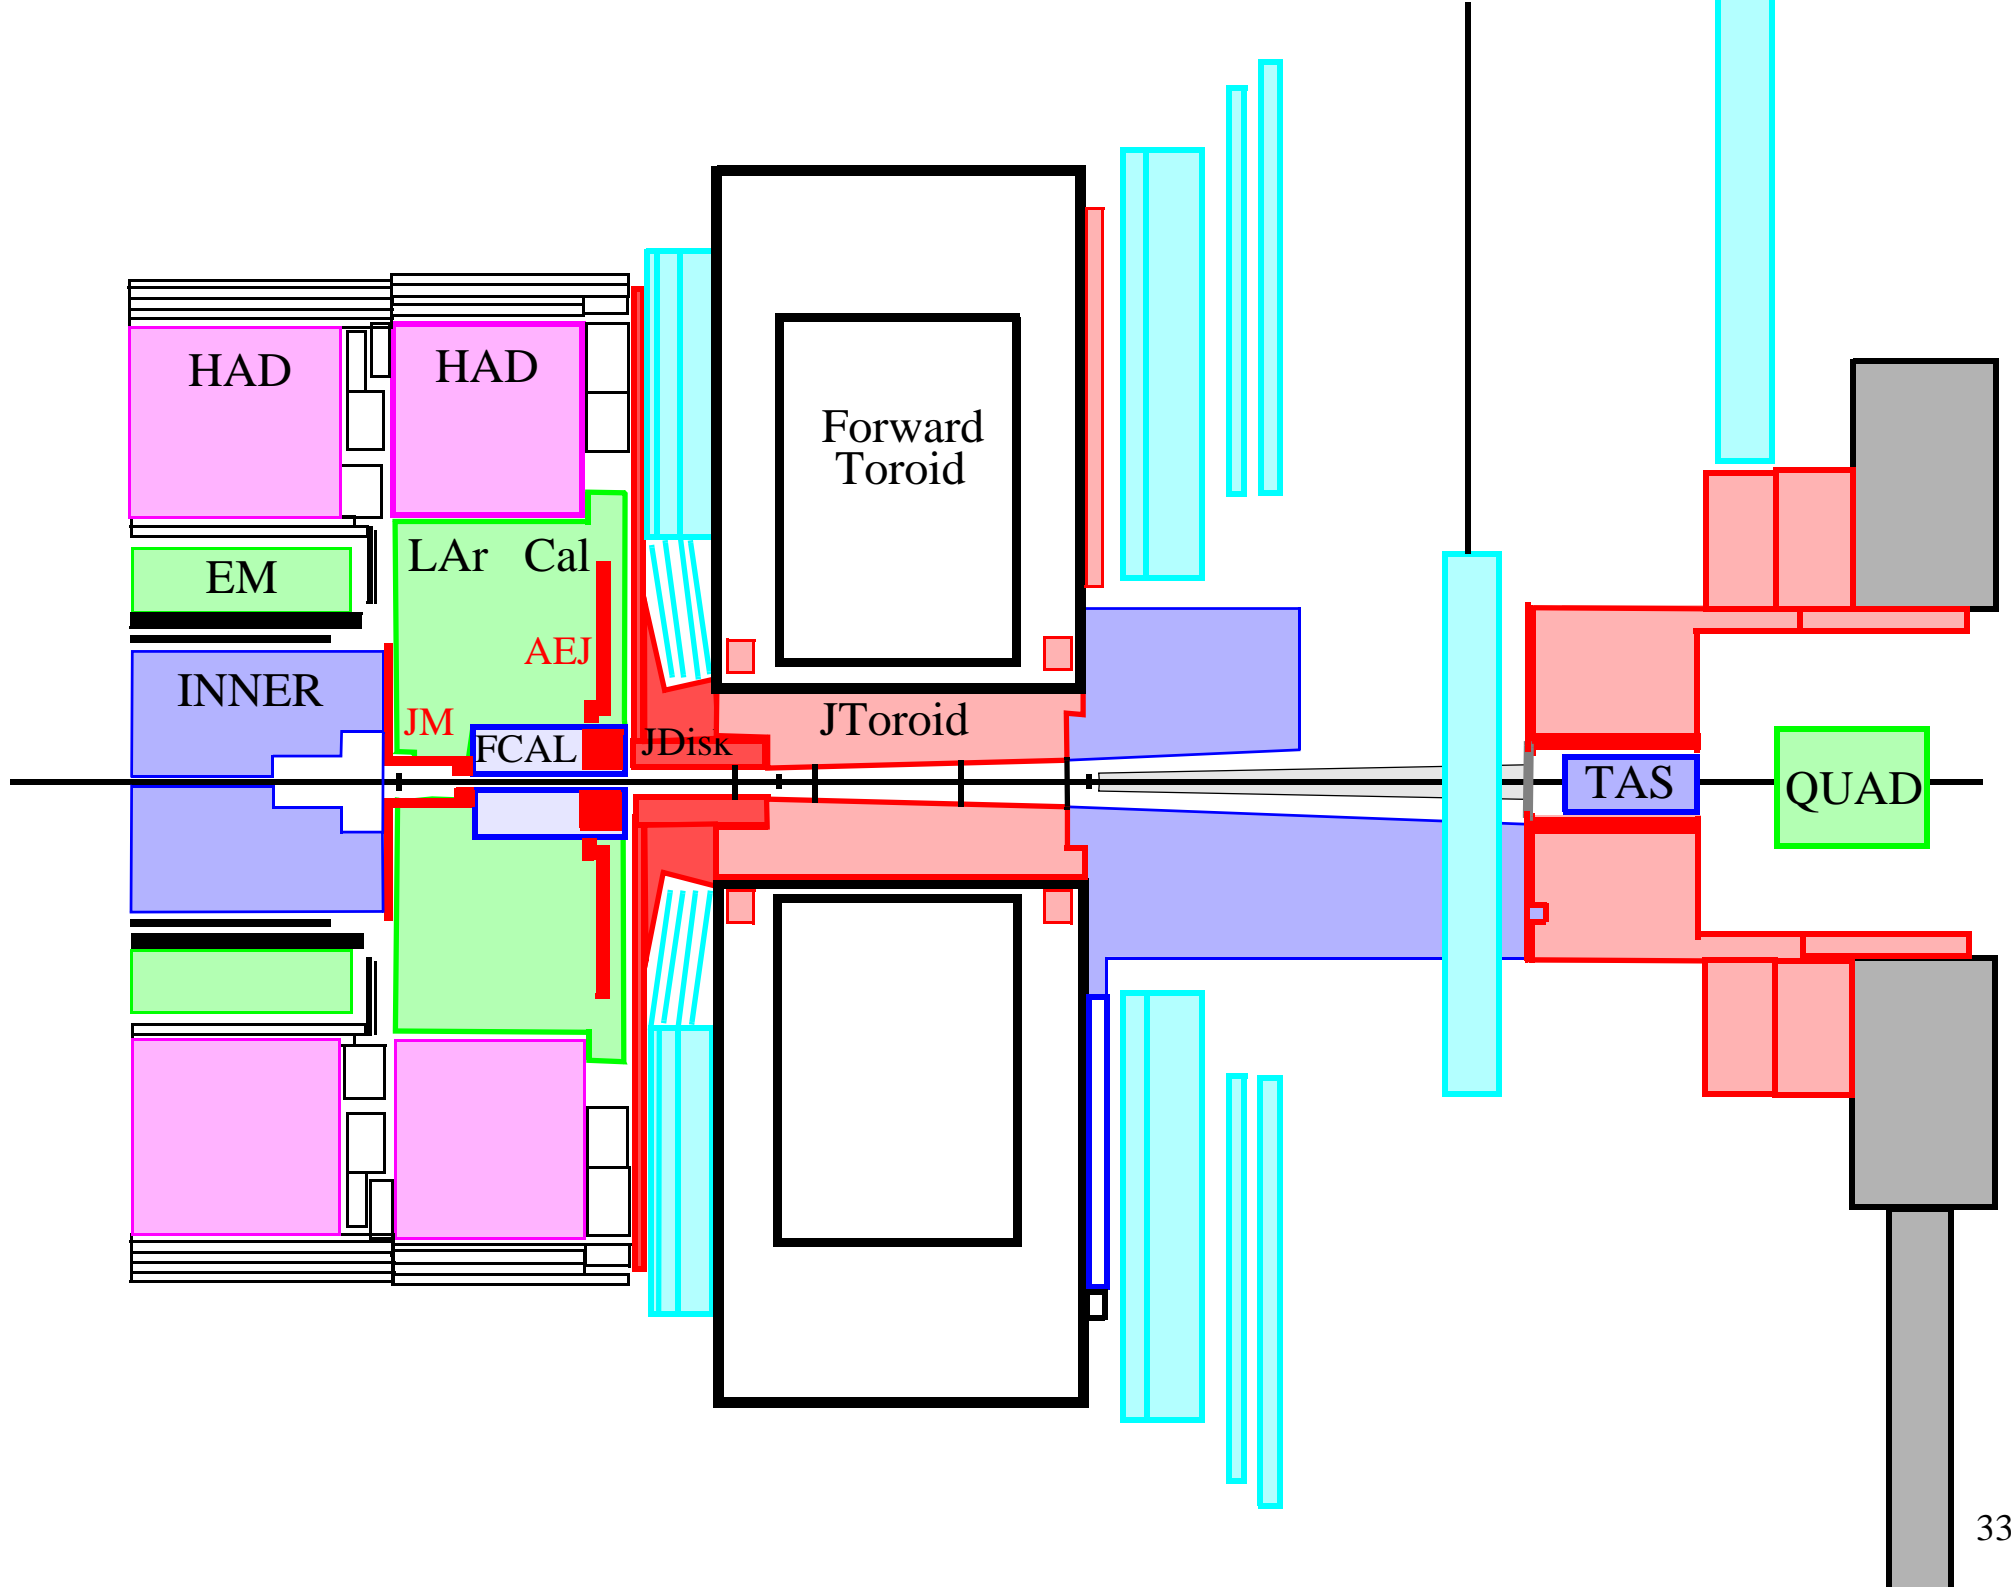 HAD
HAD
Forward
Toroid
LAr Cal
EM
AEJ
INNER
JM
JToroid
FCAL
JDisk
TAS
QUAD
33